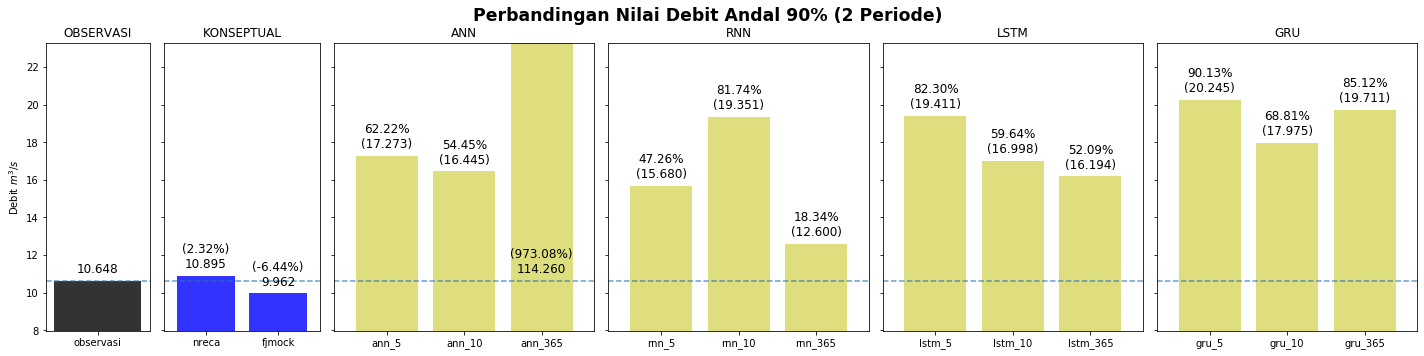 Perbandingan Nilai Debit Andal 90% (2 Periode)
OBSERVASI
KONSEPTUAL
ANN
RNN
LSTM
GRU
Debit m³/s
22
20
18
16
14
12
10
8
10.648
observasi
(2.32%)
10.895
(-6.44%)
9.962
nreca
fjmock
62.22%
(17.273)
54.45%
(16.445)
(973.08%)
114.260
ann_5
ann_10
ann_365
47.26%
(15.680)
81.74%
(19.351)
18.34%
(12.600)
rnn_5
rnn_10
rnn_365
82.30%
(19.411)
59.64%
(16.998)
52.09%
(16.194)
lstm_5
lstm_10
lstm_365
90.13%
(20.245)
68.81%
(17.975)
85.12%
(19.711)
gru_5
gru_10
gru_365